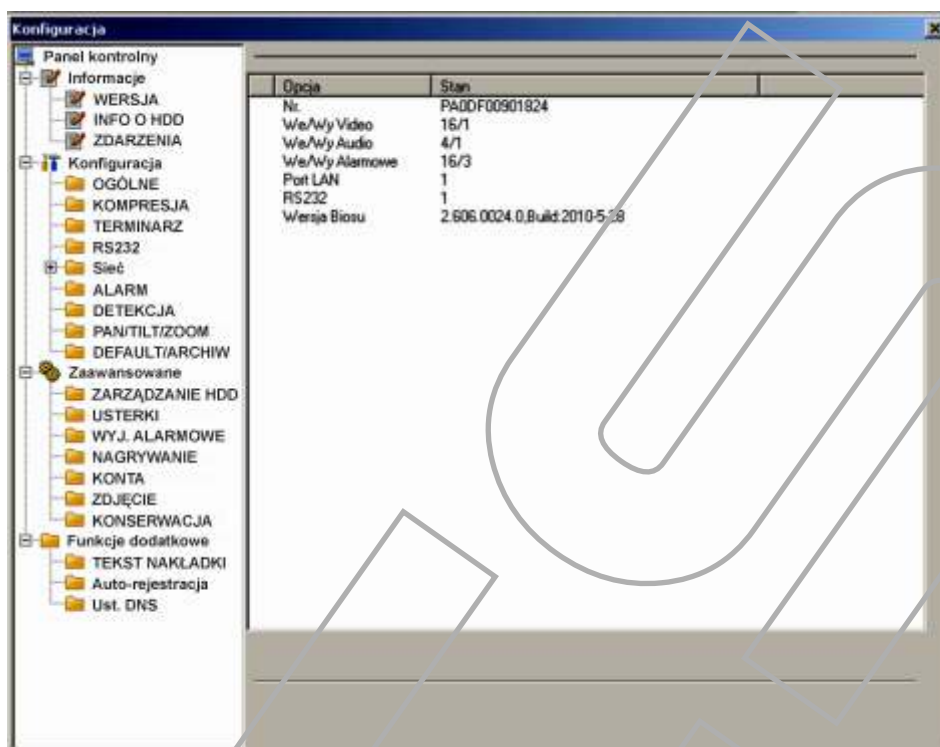 Konfiguracja
Panel kontrolny
Informacje
WERSJA
INFO O HDD
ZDARZENIA
Konfiguracja
OGÓLNE
KOMPRESJA
TERMINARZ
RS232
Sieć
ALARM
DETEKCJA
PAN/TILT/ZOOM
DEFAULT/ARCHIW
Zaawansowane
ZARZĄDZANIE HDD
USTERKI
WYJ. ALARMOWE
NAGRYWANIE
KONTA
ZDJĘCIE
KONSERWACJA
Funkcje dodatkowe
TEKST NAKŁADKI
Auto-rejestracja
Ust. DNS
Opcja Stan
Nr. PA0DF00901824
We/Wy Video 16/1
We/Wy Audio 4/1
We/Wy Alarmowe 16/3
Port LAN 1
RS232 1
Wersja Biosu 2.606.0024.0,Build:2010-5-28